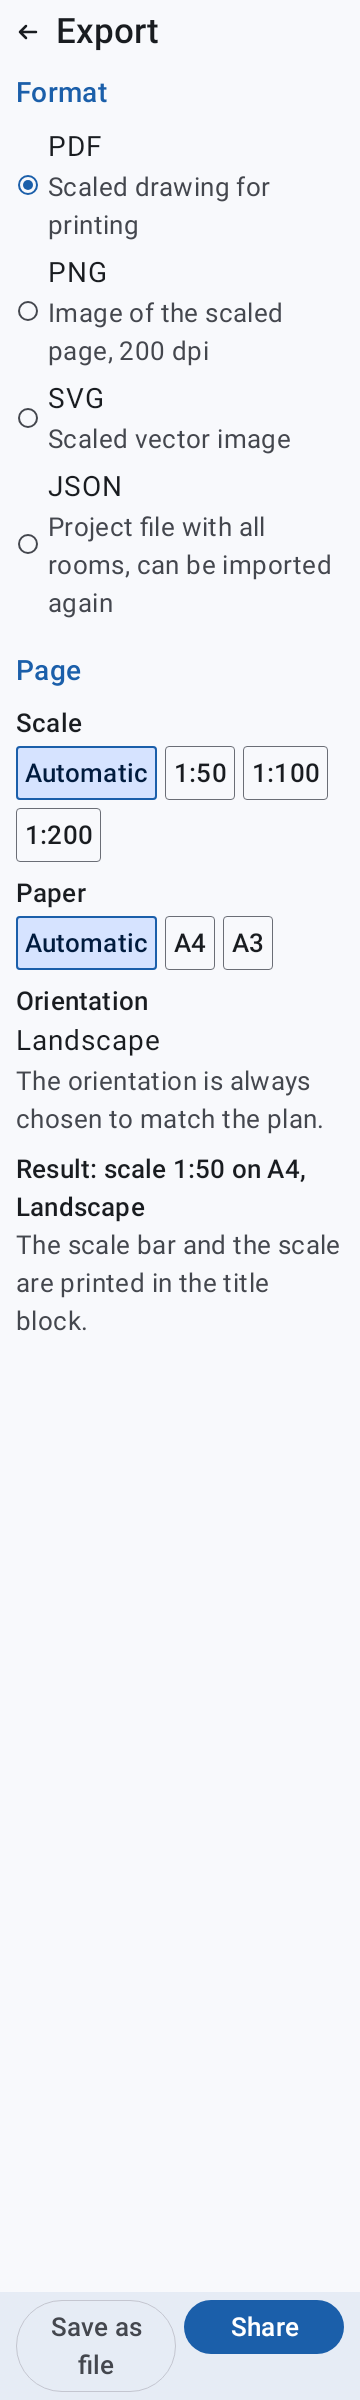 Export
Format
PDF
Scaled drawing for
printing
PNG
Image of the scaled
page, 200 dpi
SVG
Scaled vector image
JSON
Project file with all
rooms, can be imported
again
Page
Scale
Automatic 1:50 1:100
1:200
Paper
Automatic A4 A3
Orientation
Landscape
The orientation is always
chosen to match the plan.
Result: scale 1:50 on A4,
Landscape
The scale bar and the scale
are printed in the title
block.
Save as
file
Share